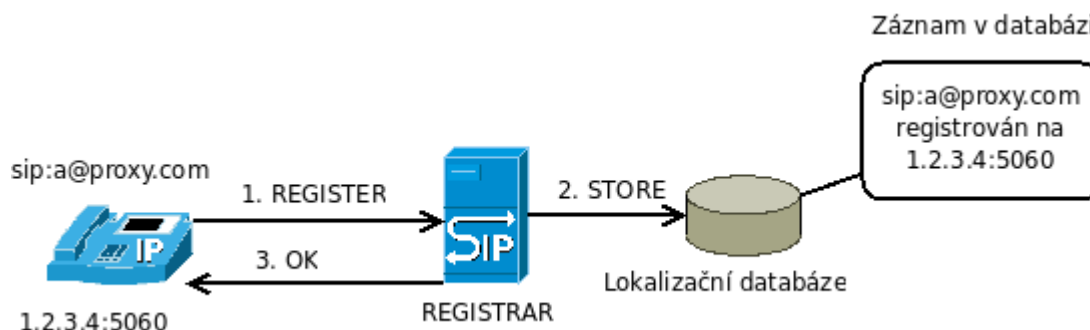 Záznam v databázi
sip:a@proxy.com
registrován na
1.2.3.4:5060
sip:a@proxy.com
1. REGISTER
2. STORE
IP
SIP
3. OK
Lokalizační databáze
REGISTRAR
1.2.3.4:5060